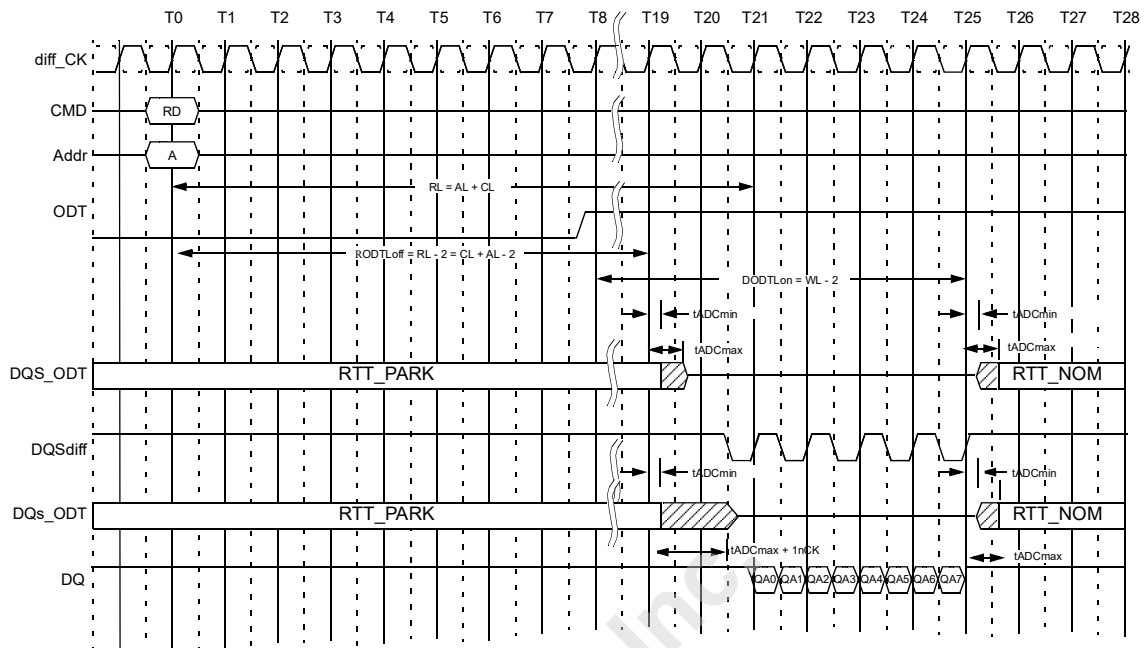 T0 T1 T2 T3 T4 T5 T6 T7 T8 T19 T20 T21 T22 T23 T24 T25 T26 T27 T28
diff_CK
CMD RD
Addr A
RL = AL + CL
ODT
RODTLoff = RL - 2 = CL + AL - 2
DODTLon = WL - 2
tADCmin tADCmin
tADCmax tADCmax
DQS_ODT RTT_PARK RTT_NOM
DQSdiff
tADCmin tADCmin
DQs_ODT RTT_PARK RTT_NOM
tADCmax + 1nCK tADCmax
DQ QA0 QA1 QA2 QA3 QA4 QA5 QA6 QA7
Inc.